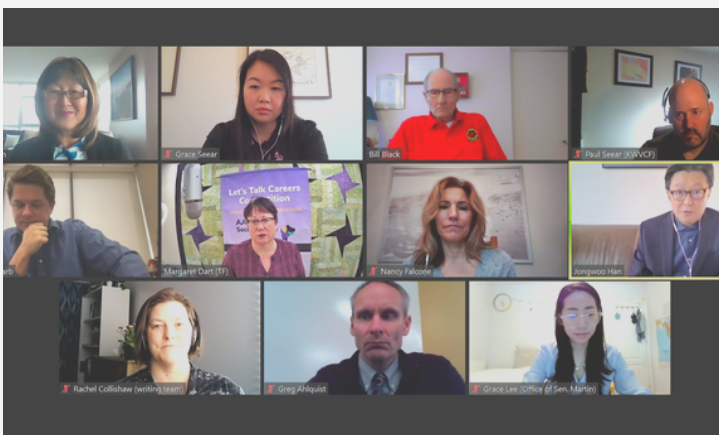 n
Grace Seear
Bill Black
Paul Seear (KWVCF)
arb
Let's Talk Careers
Margaret Dart (TF)
Nancy Falcone
Jongwoo Han
Rachel Collishaw (writing team)
Greg Ahlquist
Grace Lee (Office of Sen. Martin)